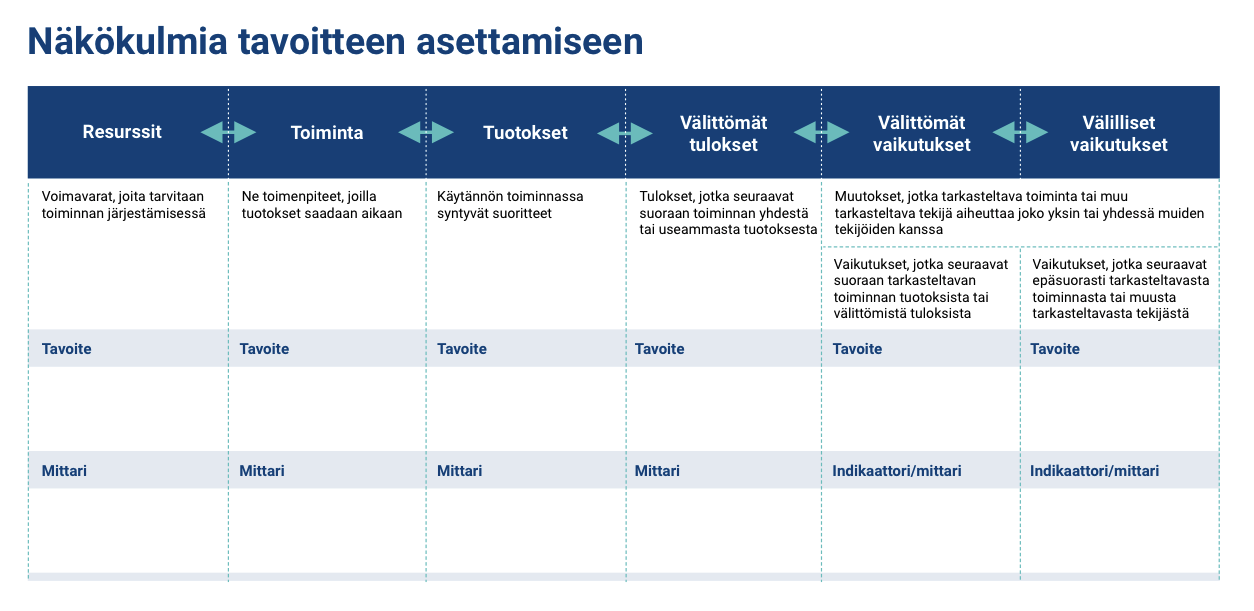 Näkökulmia tavoitteen asettamiseen
Resurssit
Toiminta
Tuotokset
Välittömät
tulokset
Välittömät
vaikutukset
Välilliset
vaikutukset
Voimavarat, joita tarvitaan
toiminnan järjestämisessä
Ne toimenpiteet, joilla
tuotokset saadaan aikaan
Käytännön toiminnassa
syntyvät suoritteet
Tulokset, jotka seuraavat
suoraan toiminnan yhdestä
tai useammasta tuotoksesta
Muutokset, jotka tarkasteltava toiminta tai muu
tarkasteltava tekijä aiheuttaa joko yksin tai yhdessä muiden
tekijöiden kanssa
Vaikutukset, jotka seuraavat
suoraan tarkasteltavan
toiminnan tuotoksista tai
välittömistä tuloksista
Vaikutukset, jotka seuraavat
epäsuorasti tarkasteltavasta
toiminnasta tai muusta
tarkasteltavasta tekijästä
Tavoite
Tavoite
Tavoite
Tavoite
Tavoite
Tavoite
Mittari
Mittari
Mittari
Mittari
Indikaattori/mittari
Indikaattori/mittari